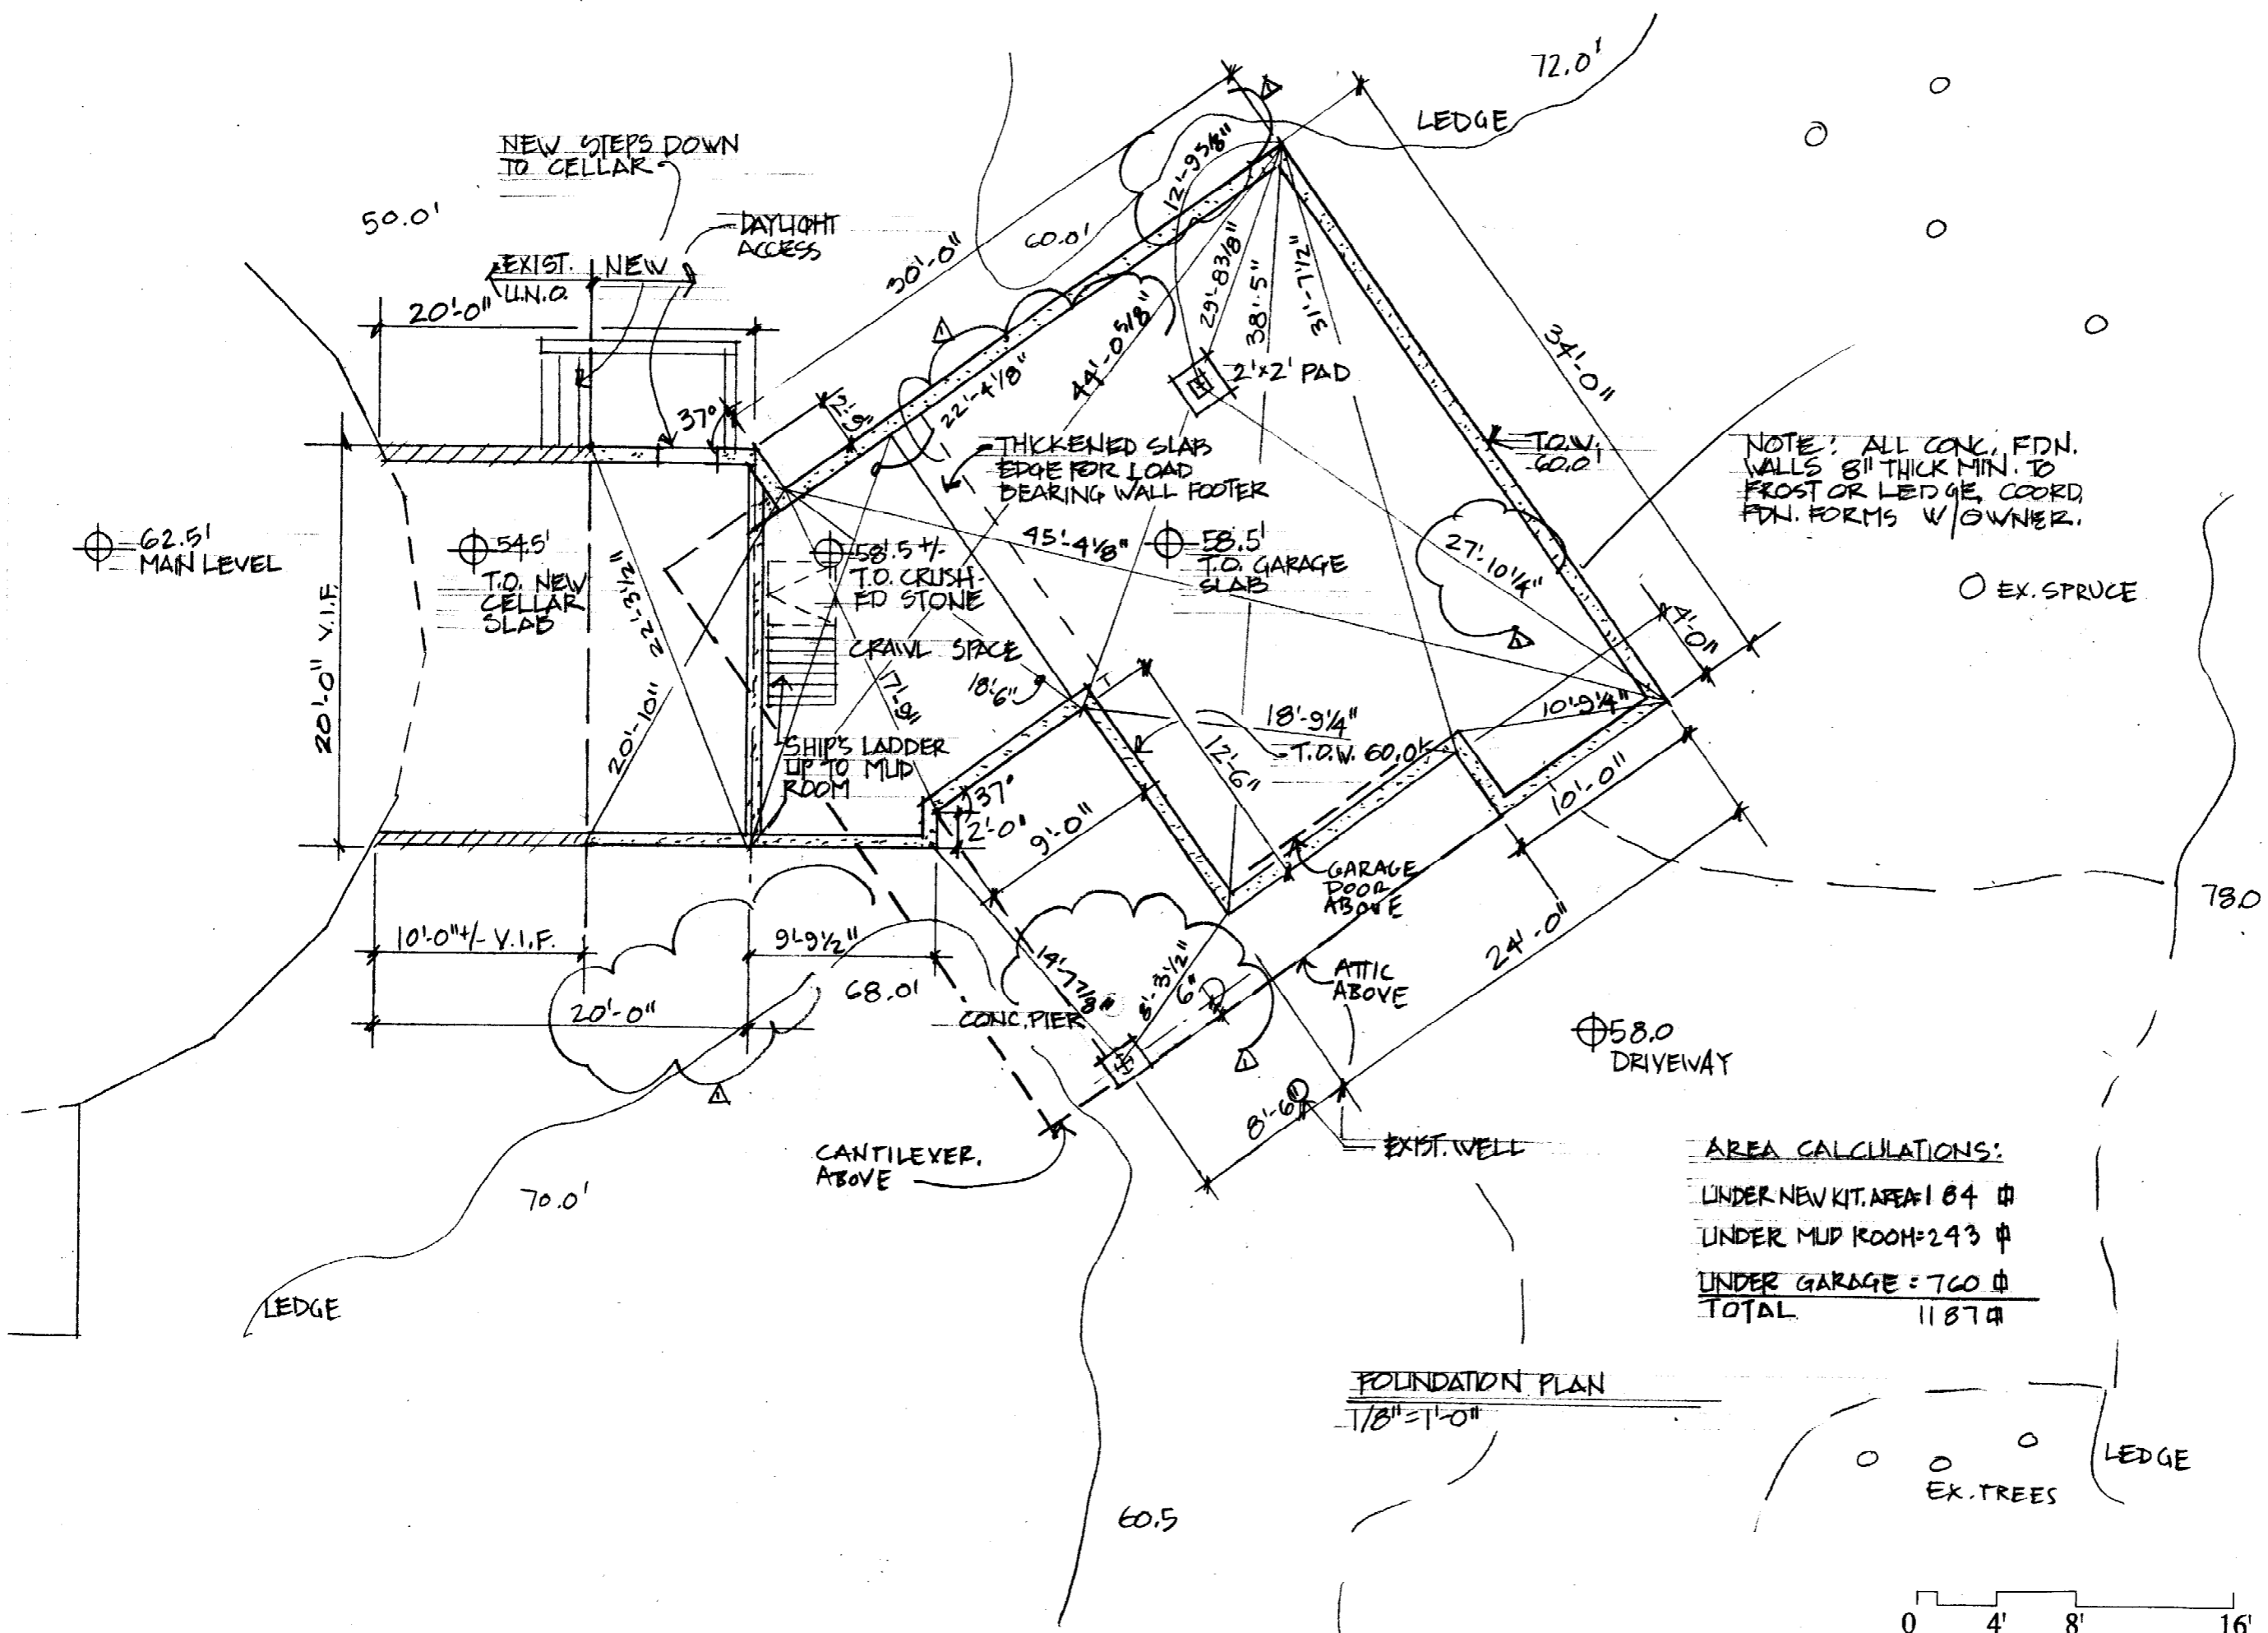 72.0'
LEDGE
NEW STEPS DOWN
TO CELLAR
50.0'
DAYLIGHT
ACCESS
EXIST. NEW
U.N.O.
20'-0"
30'-0"
60.0'
12'-9 5/8"
29'-8 3/8"
38'-5"
31'-1 1/2"
44'-0 5/8"
22'-4 1/8"
2'x2' PAD
34'-0"
37°
2'-9"
THICKENED SLAB
EDGE FOR LOAD
BEARING WALL FOOTER
T.O.W.
60.0'
NOTE: ALL CONC. FDN.
WALLS 8" THICK MIN. TO
FROST OR LEDGE, COORD.
FDN. FORMS W/OWNER.
62.5'
MAIN LEVEL
54.5'
T.O. NEW
CELLAR
SLAB
58'.5 +/-
T.O. CRUSH-
ED STONE
CRAWL SPACE
45'-4 1/8"
58.5'
T.O. GARAGE
SLAB
27'-10 1/4"
EX. SPRUCE
4'-0"
20'-0" V.I.F.
22'-3 1/2"
20'-10"
17'-9"
18'-6"
SHIP'S LADDER
UP TO MUD
ROOM
18'-9 1/4"
T.O.W. 60.0'
12'-6"
10'-9 1/4"
10'-0"
37°
2'-0"
9'-0"
GARAGE
DOOR
ABOVE
24'-0"
78.0
10'-0" +/- V.I.F.
9'-9 1/2"
20'-0"
68.0'
14'-7 7/8"
8'-3 1/2"
6"
ATTIC
ABOVE
CONC. PIER
58.0
DRIVEWAY
8'-6"
EXIST. WELL
CANTILEVER.
ABOVE
70.0'
LEDGE
AREA CALCULATIONS:
UNDER NEW KIT. AREA=184
UNDER MUD ROOM=243
UNDER GARAGE = 760
TOTAL 1187
FOUNDATION PLAN
1/8"=1'-0"
LEDGE
EX. TREES
60.5
0 4' 8' 16'